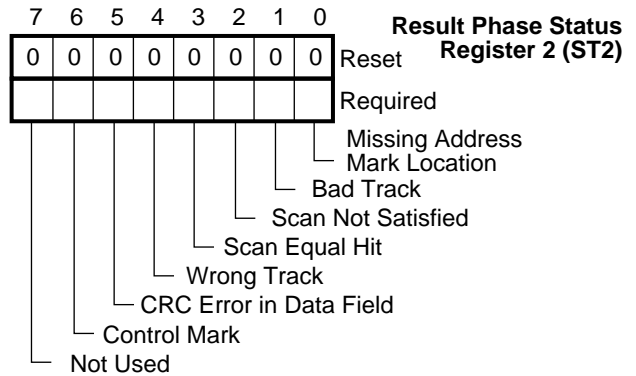 7 6 5 4 3 2 1 0
Result Phase Status
Register 2 (ST2)
0 0 0 0 0 0 0 0 Reset
Required
Missing Address
Mark Location
Bad Track
Scan Not Satisfied
Scan Equal Hit
Wrong Track
CRC Error in Data Field
Control Mark
Not Used